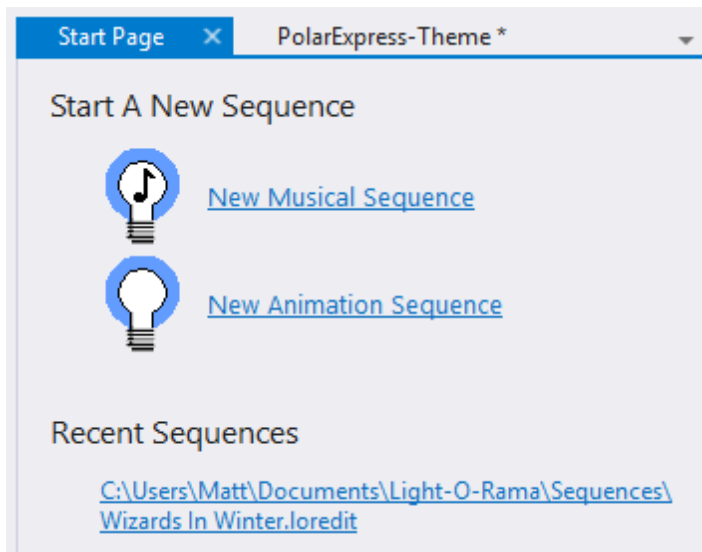 Start Page PolarExpress-Theme *
Start A New Sequence
New Musical Sequence
New Animation Sequence
Recent Sequences
C:\Users\Matt\Documents\Light-O-Rama\Sequences\
Wizards In Winter.loredit